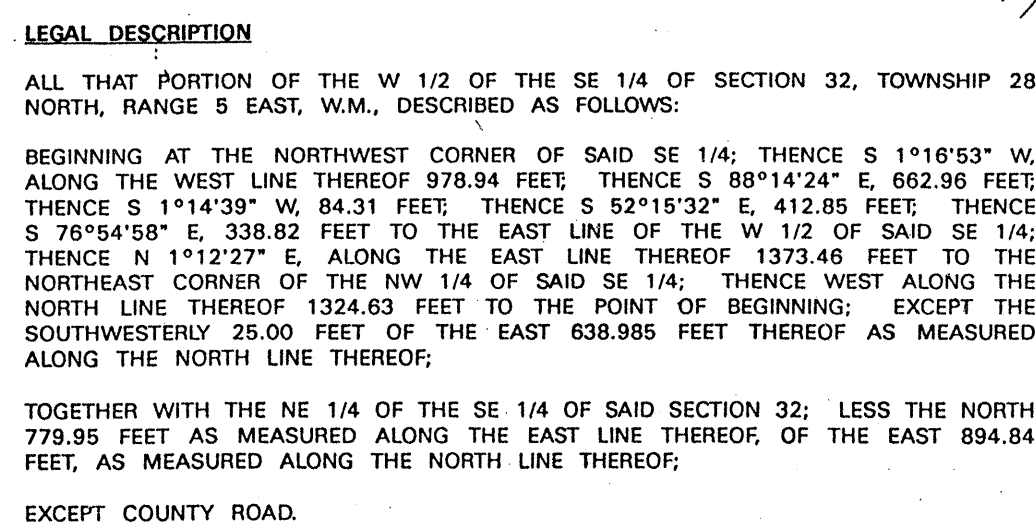 LEGAL DESCRIPTION
ALL THAT PORTION OF THE W 1/2 OF THE SE 1/4 OF SECTION 32, TOWNSHIP 28
NORTH, RANGE 5 EAST, W.M., DESCRIBED AS FOLLOWS:
BEGINNING AT THE NORTHWEST CORNER OF SAID SE 1/4; THENCE S 1°16'53" W,
ALONG THE WEST LINE THEREOF 978.94 FEET; THENCE S 88°14'24" E, 662.96 FEET;
THENCE S 1°14'39" W, 84.31 FEET; THENCE S 52°15'32" E, 412.85 FEET; THENCE
S 76°54'58" E, 338.82 FEET TO THE EAST LINE OF THE W 1/2 OF SAID SE 1/4;
THENCE N 1°12'27" E, ALONG THE EAST LINE THEREOF 1373.46 FEET TO THE
NORTHEAST CORNER OF THE NW 1/4 OF SAID SE 1/4; THENCE WEST ALONG THE
NORTH LINE THEREOF 1324.63 FEET TO THE POINT OF BEGINNING; EXCEPT THE
SOUTHWESTERLY 25.00 FEET OF THE EAST 638.985 FEET THEREOF AS MEASURED
ALONG THE NORTH LINE THEREOF;
TOGETHER WITH THE NE 1/4 OF THE SE 1/4 OF SAID SECTION 32; LESS THE NORTH
779.95 FEET AS MEASURED ALONG THE EAST LINE THEREOF, OF THE EAST 894.84
FEET, AS MEASURED ALONG THE NORTH LINE THEREOF;
EXCEPT COUNTY ROAD.